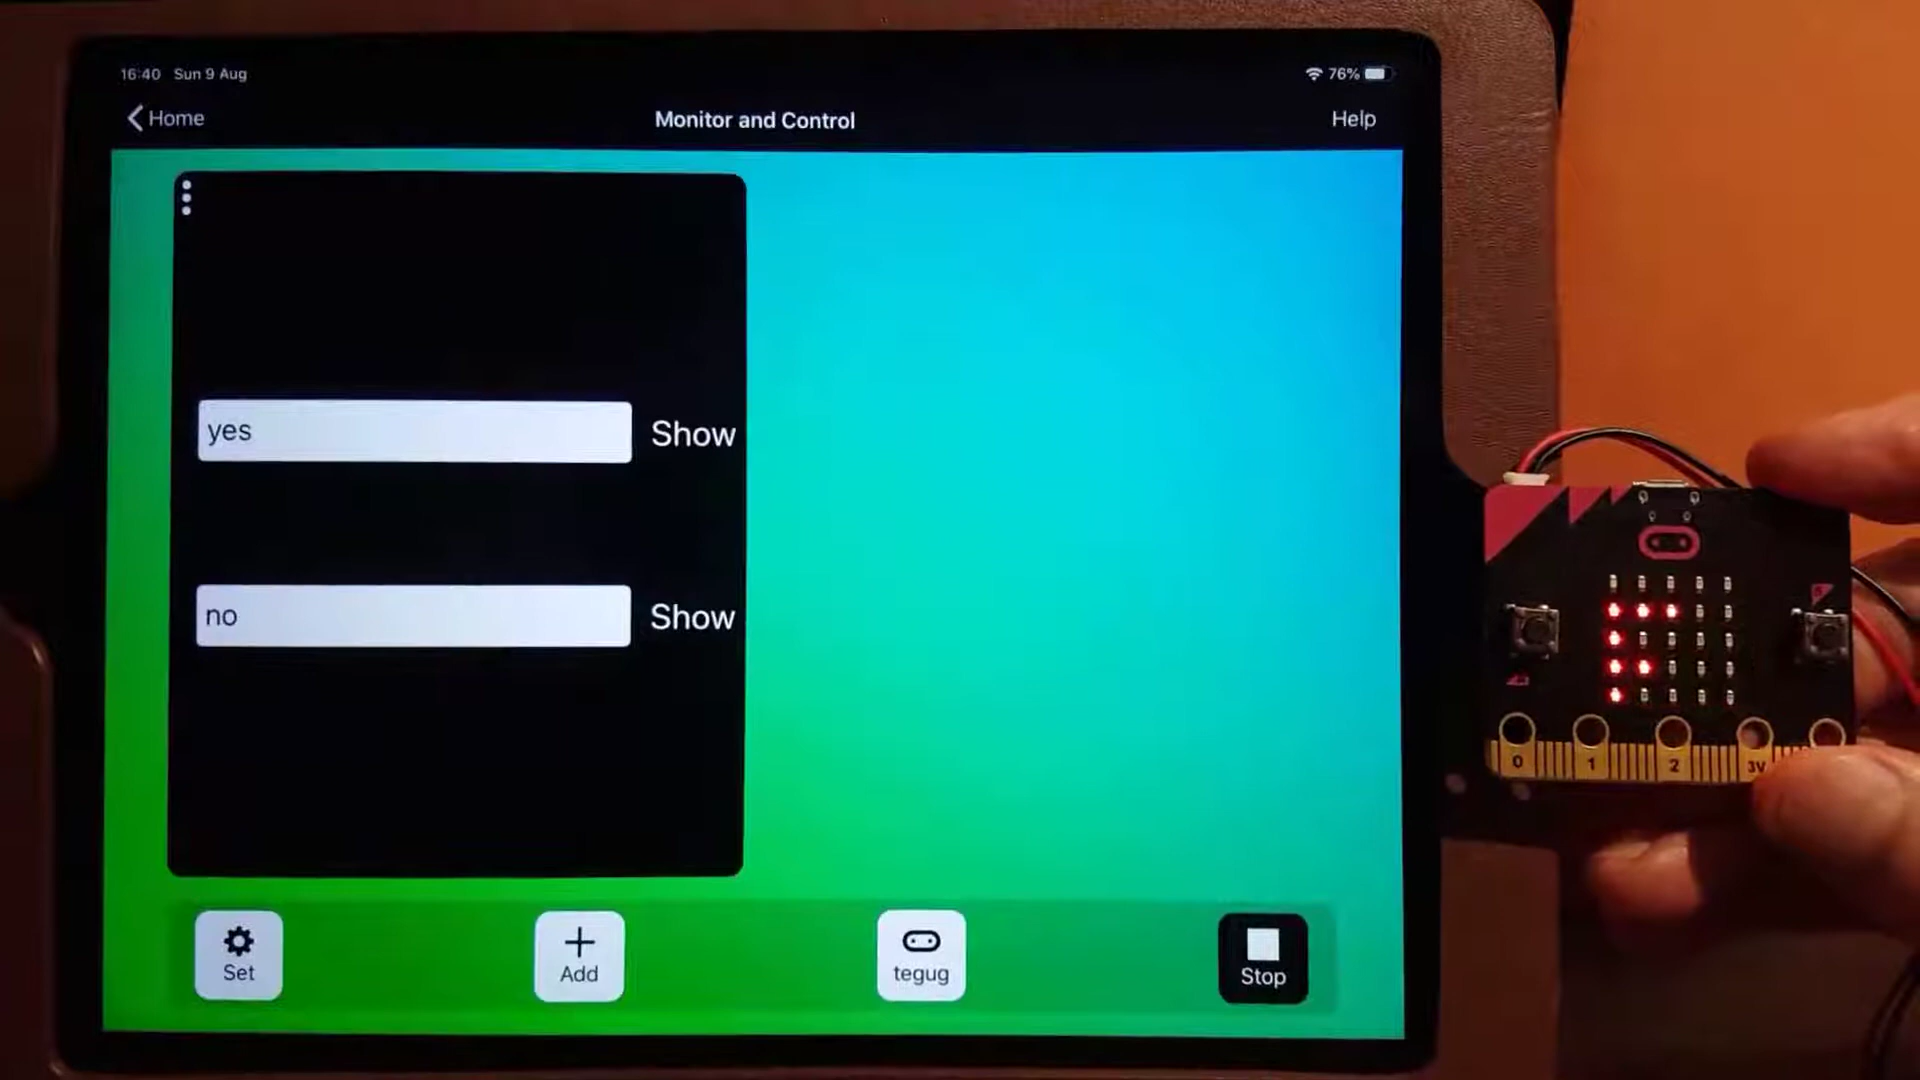 16:40 Sun 9 Aug 76%
Home Monitor and Control Help
yes Show
no Show
Set Add tegug Stop
0 1 2 3V